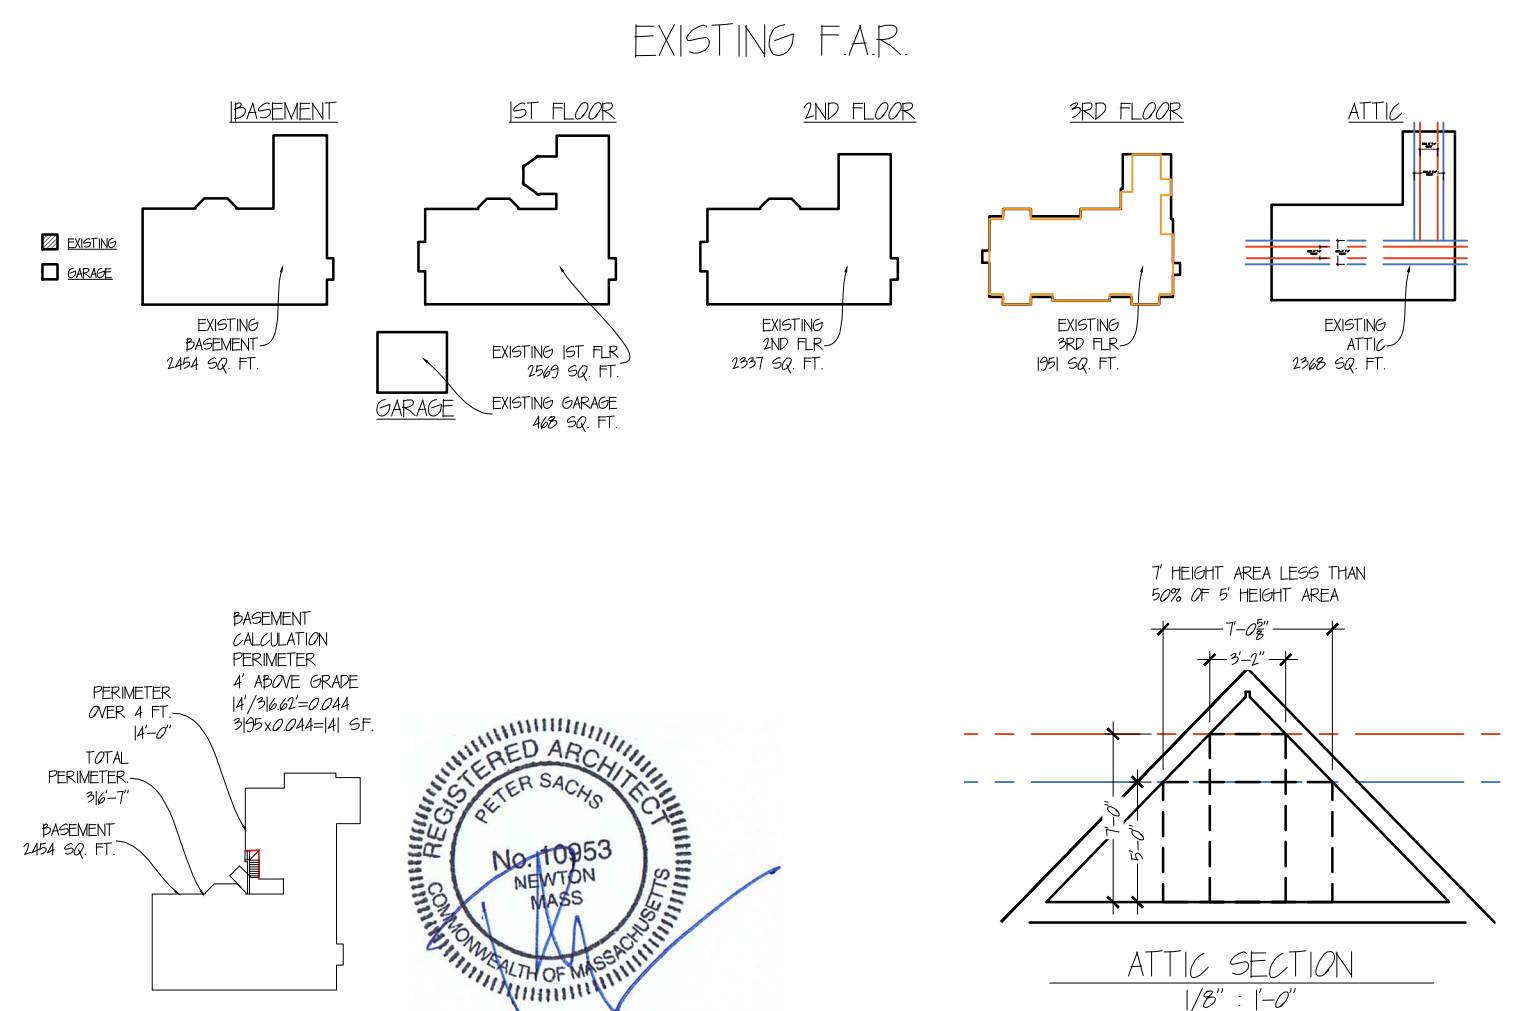 EXISTING F.A.R.
BASEMENT
1ST FLOOR
2ND FLOOR
3RD FLOOR
ATTIC
EXISTING
GARAGE
EXISTING
BASEMENT
2454 SQ. FT.
EXISTING 1ST FLR
2569 SQ. FT.
EXISTING
2ND FLR
2337 SQ. FT.
EXISTING
3RD FLR
1951 SQ. FT.
EXISTING
ATTIC
2368 SQ. FT.
GARAGE
EXISTING GARAGE
468 SQ. FT.
BASEMENT
CALCULATION
PERIMETER
4' ABOVE GRADE
14'/316.62'=0.044
3195x0.044=141 S.F.
PERIMETER
OVER 4 FT.
14'-0"
TOTAL
PERIMETER
316'-7"
BASEMENT
2454 SQ. FT.
REGISTERED ARCHITECT
PETER SACHS
No. 10953
NEWTON
MASS
COMMONWEALTH OF MASSACHUSETTS
7' HEIGHT AREA LESS THAN
50% OF 5' HEIGHT AREA
7'-0 5/8"
3'-2"
7'-0"
5'-0"
ATTIC SECTION
1/8" : 1'-0"